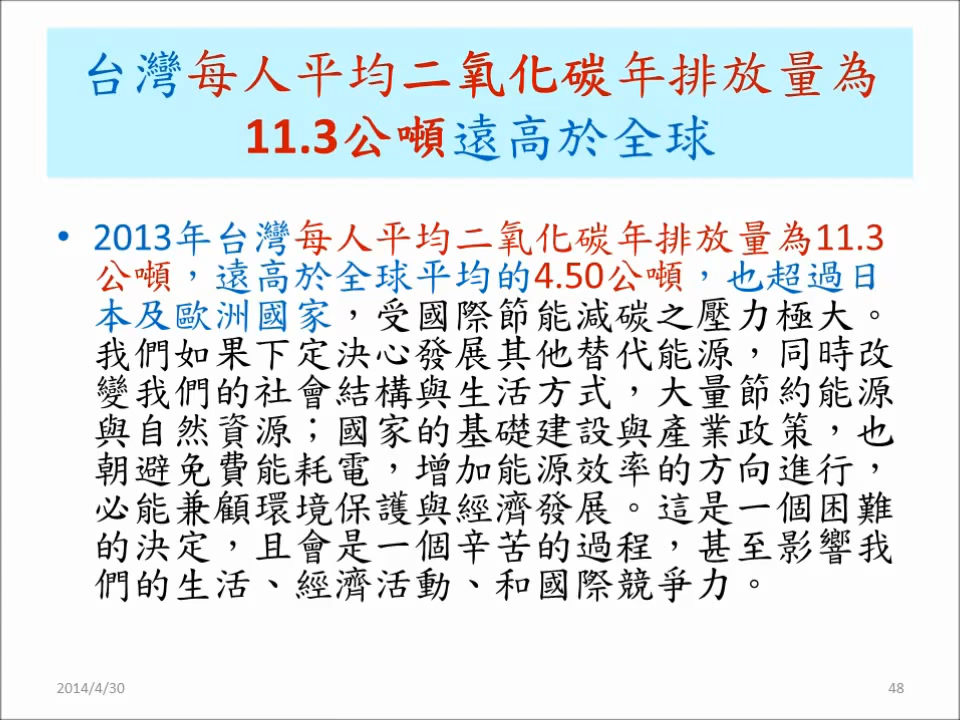 台灣每人平均二氧化碳年排放量為
11.3公噸遠高於全球
• 2013年台灣每人平均二氧化碳年排放量為11.3
公噸，遠高於全球平均的4.50公噸，也超過日
本及歐洲國家，受國際節能減碳之壓力極大。
我們如果下定決心發展其他替代能源，同時改
變我們的社會結構與生活方式，大量節約能源
與自然資源；國家的基礎建設與產業政策，也
朝避免費能耗電，增加能源效率的方向進行，
必能兼顧環境保護與經濟發展。這是一個困難
的決定，且會是一個辛苦的過程，甚至影響我
們的生活、經濟活動、和國際競爭力。
2014/4/30
48